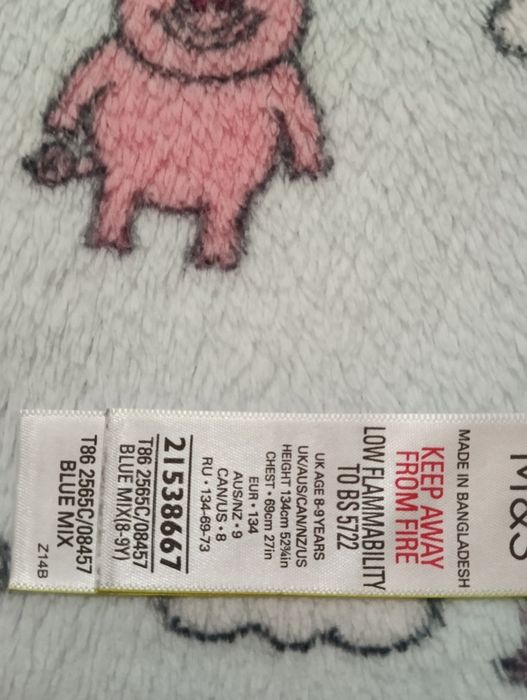 M&S
MADE IN BANGLADESH
KEEP AWAY
FROM FIRE
LOW FLAMMABILITY
TO BS 5722
UK AGE 8-9 YEARS
UK/AUS/CAN/NZ/US
HEIGHT 134cm 52¾in
CHEST • 69cm 27in
EUR • 134
AUS/NZ • 9
CAN/US • 8
RU • 134-69-73
21538667
T86 2565C/08457
BLUE MIX(8-9Y)
T86 2565C/08457
BLUE MIX
Z14B